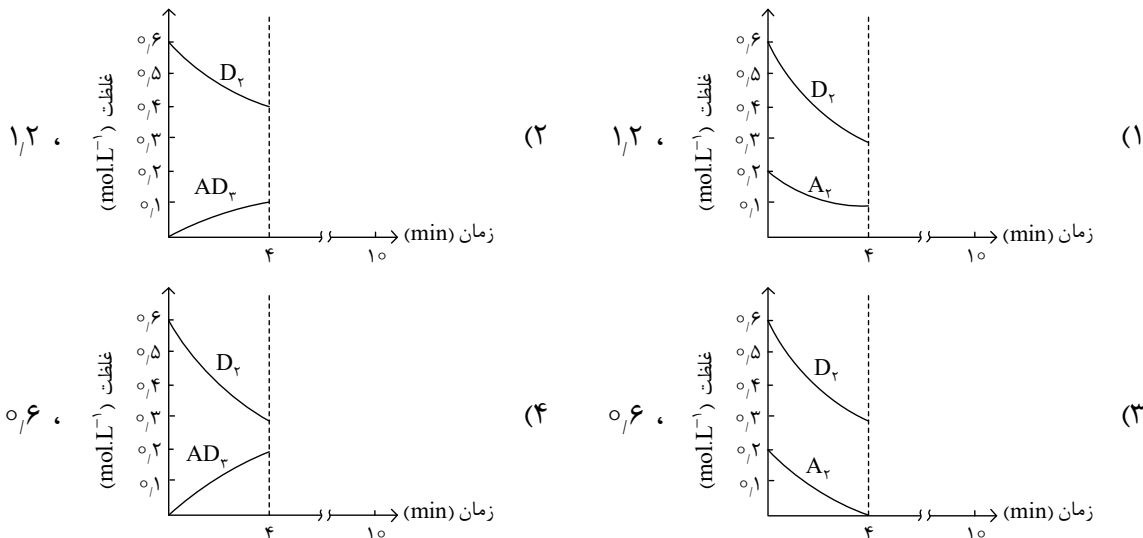 (۱
۱٫۲ ،
غلظت (mol.L⁻¹)
۰٫۶
۰٫۵
۰٫۴
۰٫۳
۰٫۲
۰٫۱
D۲
A۲
۴
۱۰
زمان (min)
(۲
۱٫۲ ،
غلظت (mol.L⁻¹)
۰٫۶
۰٫۵
۰٫۴
۰٫۳
۰٫۲
۰٫۱
D۲
AD۳
۴
۱۰
زمان (min)
(۳
۰٫۶ ،
غلظت (mol.L⁻¹)
۰٫۶
۰٫۵
۰٫۴
۰٫۳
۰٫۲
۰٫۱
D۲
A۲
۴
۱۰
زمان (min)
(۴
۰٫۶ ،
غلظت (mol.L⁻¹)
۰٫۶
۰٫۵
۰٫۴
۰٫۳
۰٫۲
۰٫۱
D۲
AD۳
۴
۱۰
زمان (min)